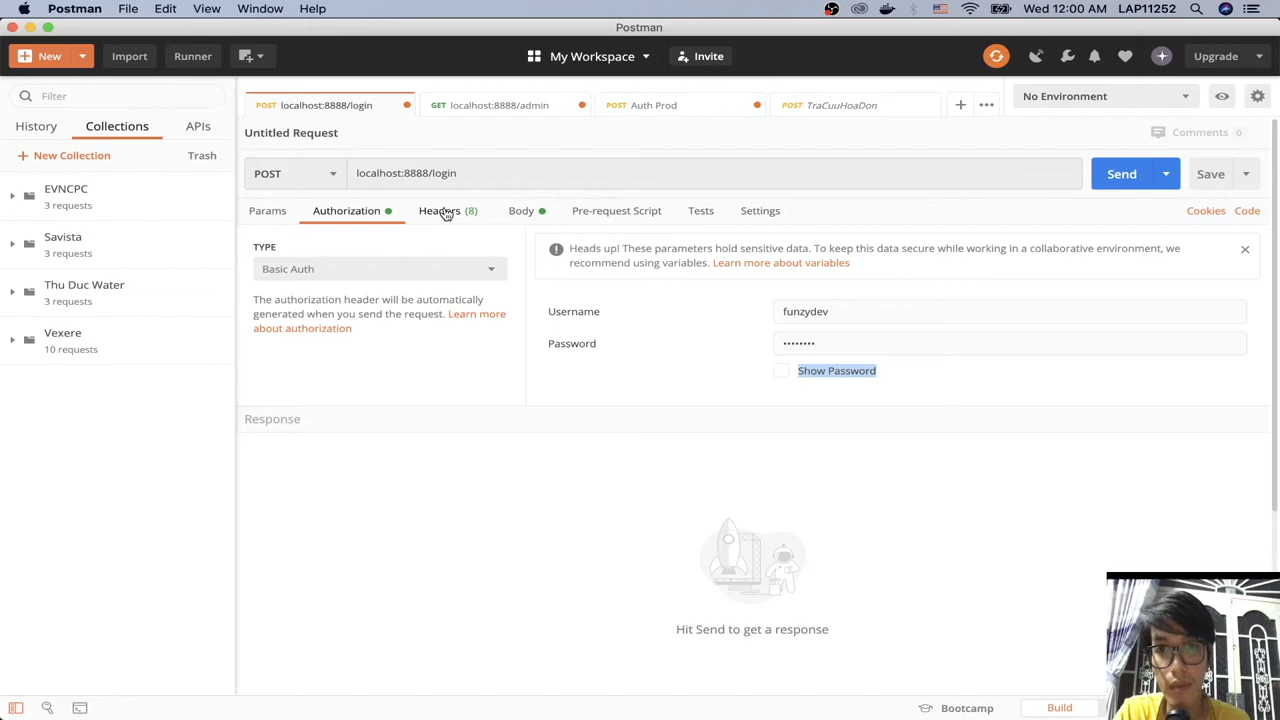 Postman File Edit View Window Help Wed 12:00 AM LAP11252
Postman
New Import Runner My Workspace Invite Upgrade
Filter
History Collections APIs
New Collection Trash
EVNCPC
3 requests
Savista
3 requests
Thu Duc Water
3 requests
Vexere
10 requests
POST localhost:8888/login GET localhost:8888/admin POST Auth Prod POST TraCuuHoaDon No Environment
Untitled Request Comments 0
POST localhost:8888/login Send Save
Params Authorization Headers (8) Body Pre-request Script Tests Settings Cookies Code
TYPE
Basic Auth
The authorization header will be automatically
generated when you send the request. Learn more
about authorization
Heads up! These parameters hold sensitive data. To keep this data secure while working in a collaborative environment, we
recommend using variables. Learn more about variables
Username funzydev
Password ••••••••
Show Password
Response
Hit Send to get a response
Bootcamp Build